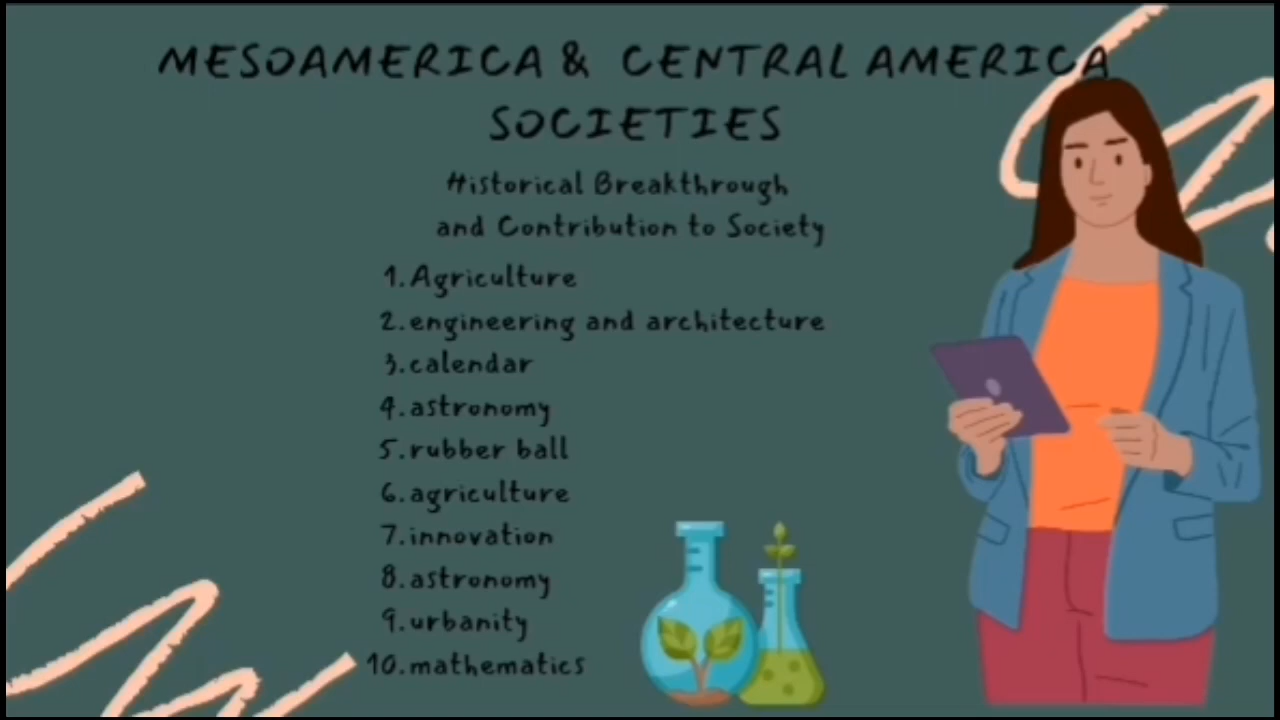 MESOAMERICA & CENTRAL AMERICA
SOCIETIES
Historical Breakthrough
and Contribution to Society
1. Agriculture
2. engineering and architecture
3. calendar
4. astronomy
5. rubber ball
6. agriculture
7. innovation
8. astronomy
9. urbanity
10. mathematics